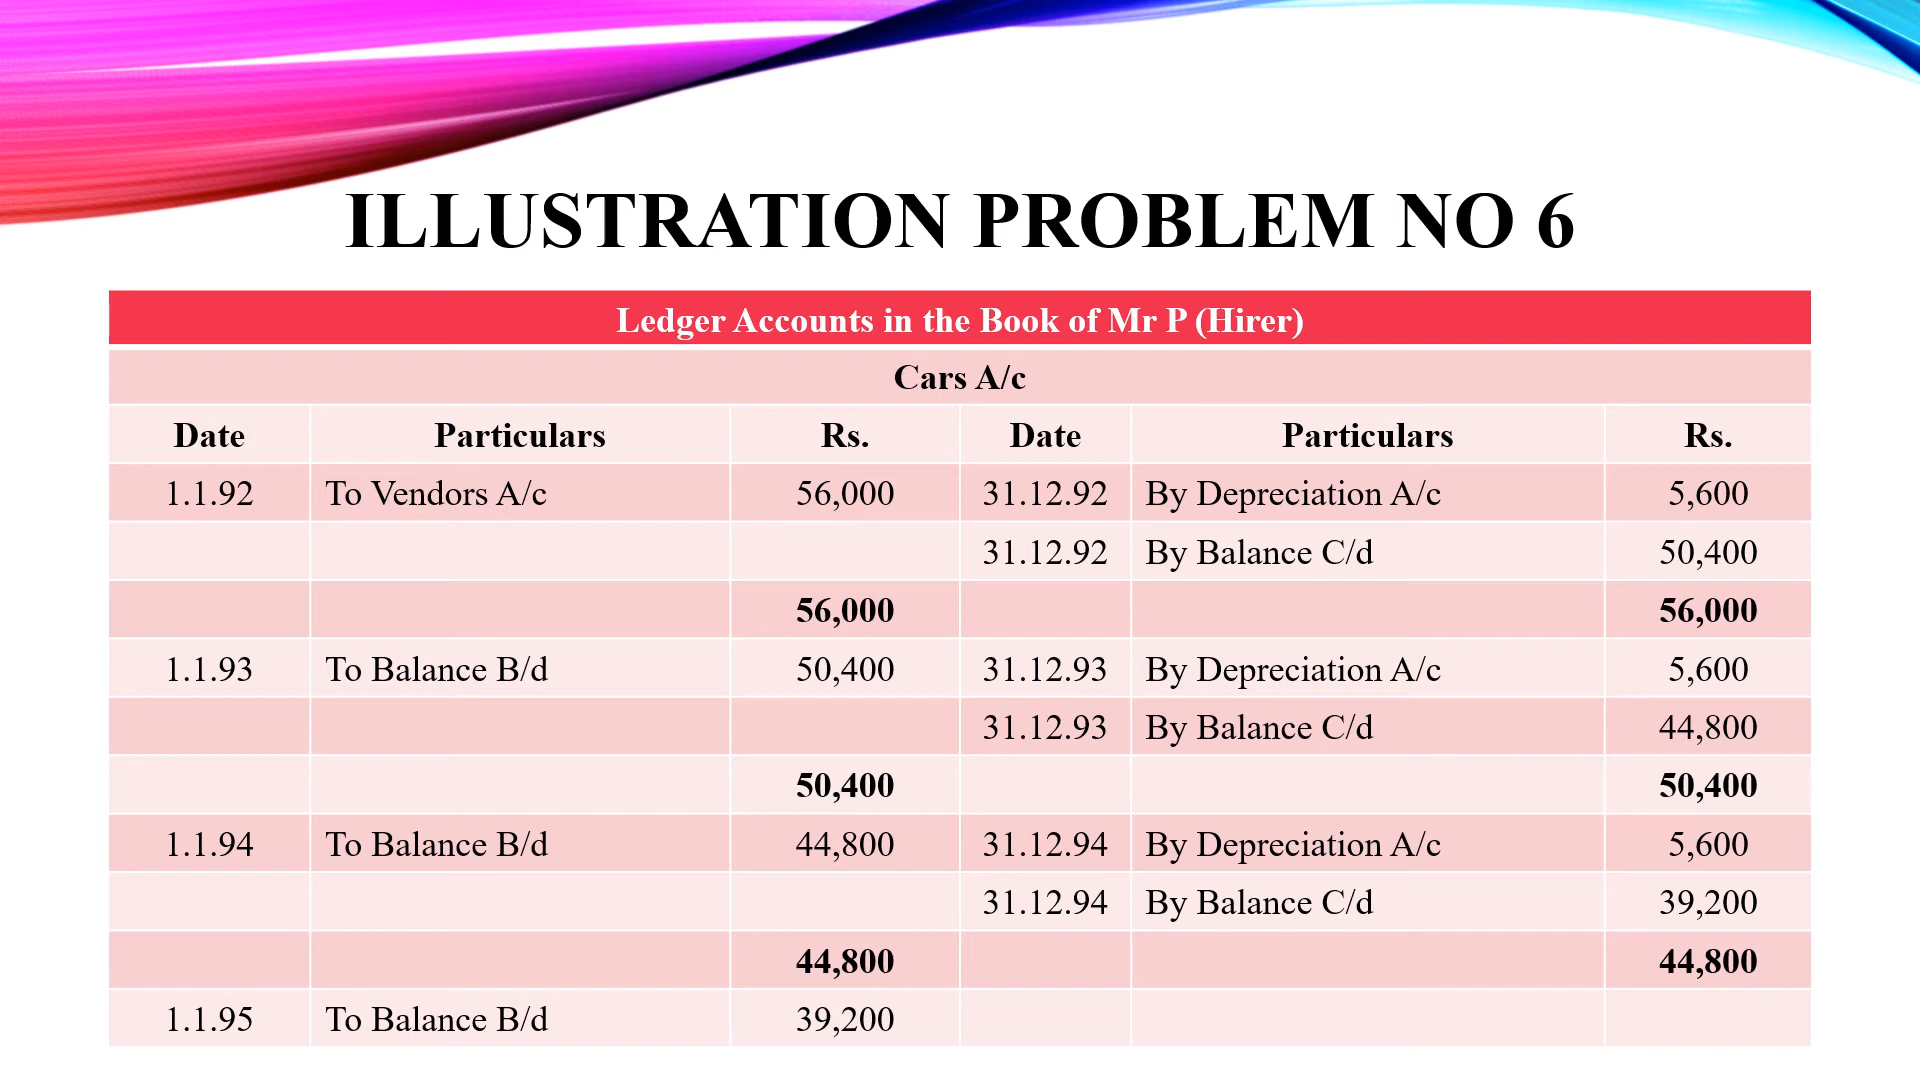 ILLUSTRATION PROBLEM NO 6
Ledger Accounts in the Book of Mr P (Hirer)
Cars A/c
Date Particulars Rs. Date Particulars Rs.
1.1.92 To Vendors A/c 56,000 31.12.92 By Depreciation A/c 5,600
31.12.92 By Balance C/d 50,400
56,000 56,000
1.1.93 To Balance B/d 50,400 31.12.93 By Depreciation A/c 5,600
31.12.93 By Balance C/d 44,800
50,400 50,400
1.1.94 To Balance B/d 44,800 31.12.94 By Depreciation A/c 5,600
31.12.94 By Balance C/d 39,200
44,800 44,800
1.1.95 To Balance B/d 39,200